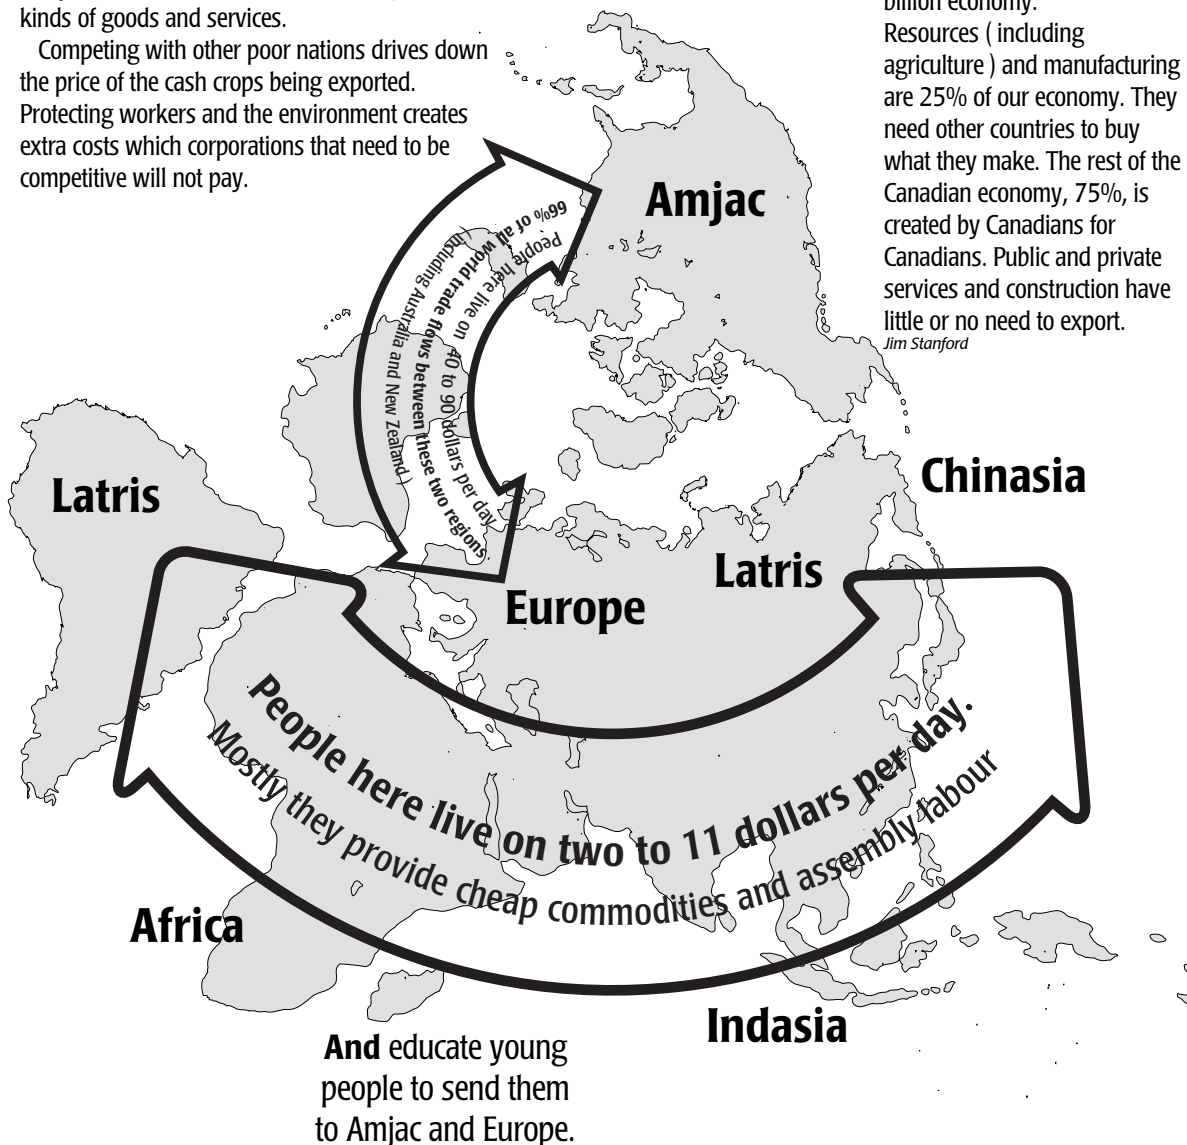 kinds of goods and services.
Competing with other poor nations drives down
the price of the cash crops being exported.
Protecting workers and the environment creates
extra costs which corporations that need to be
competitive will not pay.
billion economy.
Resources ( including
agriculture ) and manufacturing
are 25% of our economy. They
need other countries to buy
what they make. The rest of the
Canadian economy, 75%, is
created by Canadians for
Canadians. Public and private
services and construction have
little or no need to export.
Jim Stanford
Amjac
People here live on 40 to 90 dollars per day
66% of all world trade flows between these two regions.
( including Australia and New Zealand )
Latris
Chinasia
Latris
Europe
People here live on two to 11 dollars per day.
Mostly they provide cheap commodities and assembly labour
Africa
Indasia
And educate young
people to send them
to Amjac and Europe.